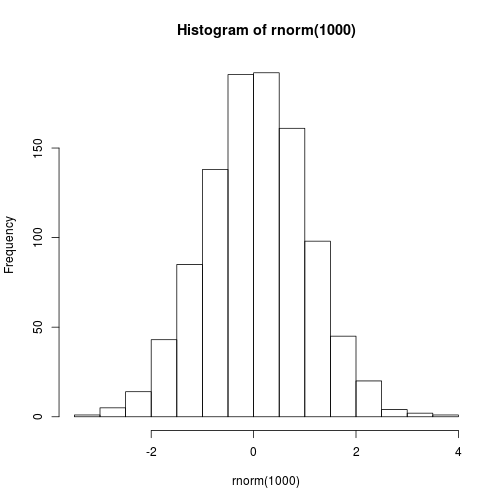 Histogram of rnorm(1000)
Frequency
150
100
50
0
-2 0 2 4
rnorm(1000)